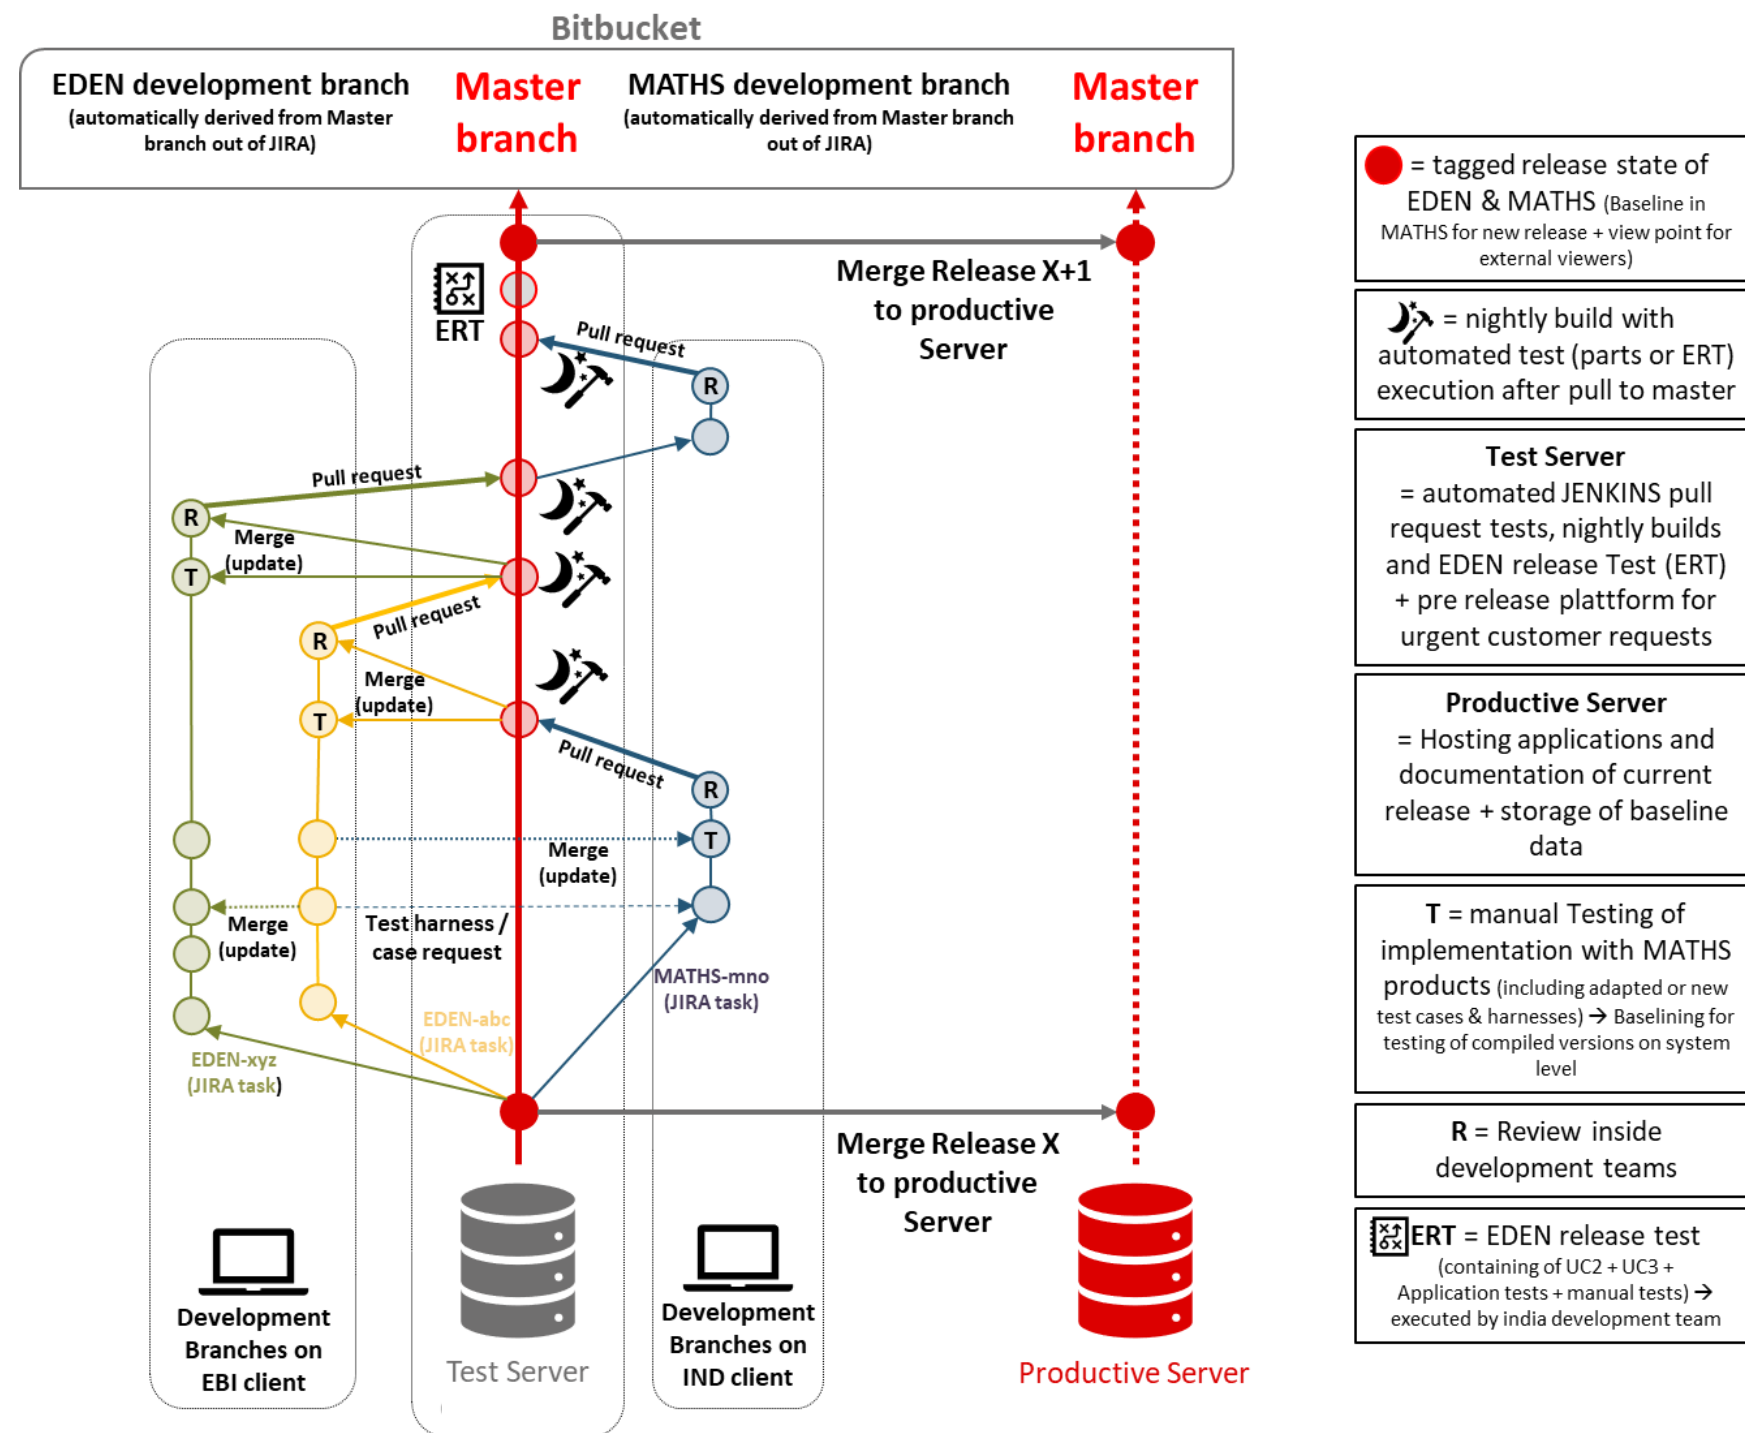 Bitbucket
EDEN development branch
(automatically derived from Master
branch out of JIRA)
Master
branch
MATHS development branch
(automatically derived from Master branch
out of JIRA)
Master
branch
ERT
Merge Release X+1
to productive
Server
Pull request
R
Pull request
R
Merge
(update)
T
Pull request
R
Merge
(update)
T
Pull request
R
T
Merge
(update)
Merge
(update)
Test harness /
case request
MATHS-mno
(JIRA task)
EDEN-abc
(JIRA task)
EDEN-xyz
(JIRA task)
Merge Release X
to productive
Server
Development
Branches on
EBI client
Test Server
Development
Branches on
IND client
Productive Server
= tagged release state of
EDEN & MATHS (Baseline in
MATHS for new release + view point for
external viewers)
= nightly build with
automated test (parts or ERT)
execution after pull to master
Test Server
= automated JENKINS pull
request tests, nightly builds
and EDEN release Test (ERT)
+ pre release plattform for
urgent customer requests
Productive Server
= Hosting applications and
documentation of current
release + storage of baseline
data
T = manual Testing of
implementation with MATHS
products (including adapted or new
test cases & harnesses) → Baselining for
testing of compiled versions on system
level
R = Review inside
development teams
ERT = EDEN release test
(containing of UC2 + UC3 +
Application tests + manual tests) →
executed by india development team